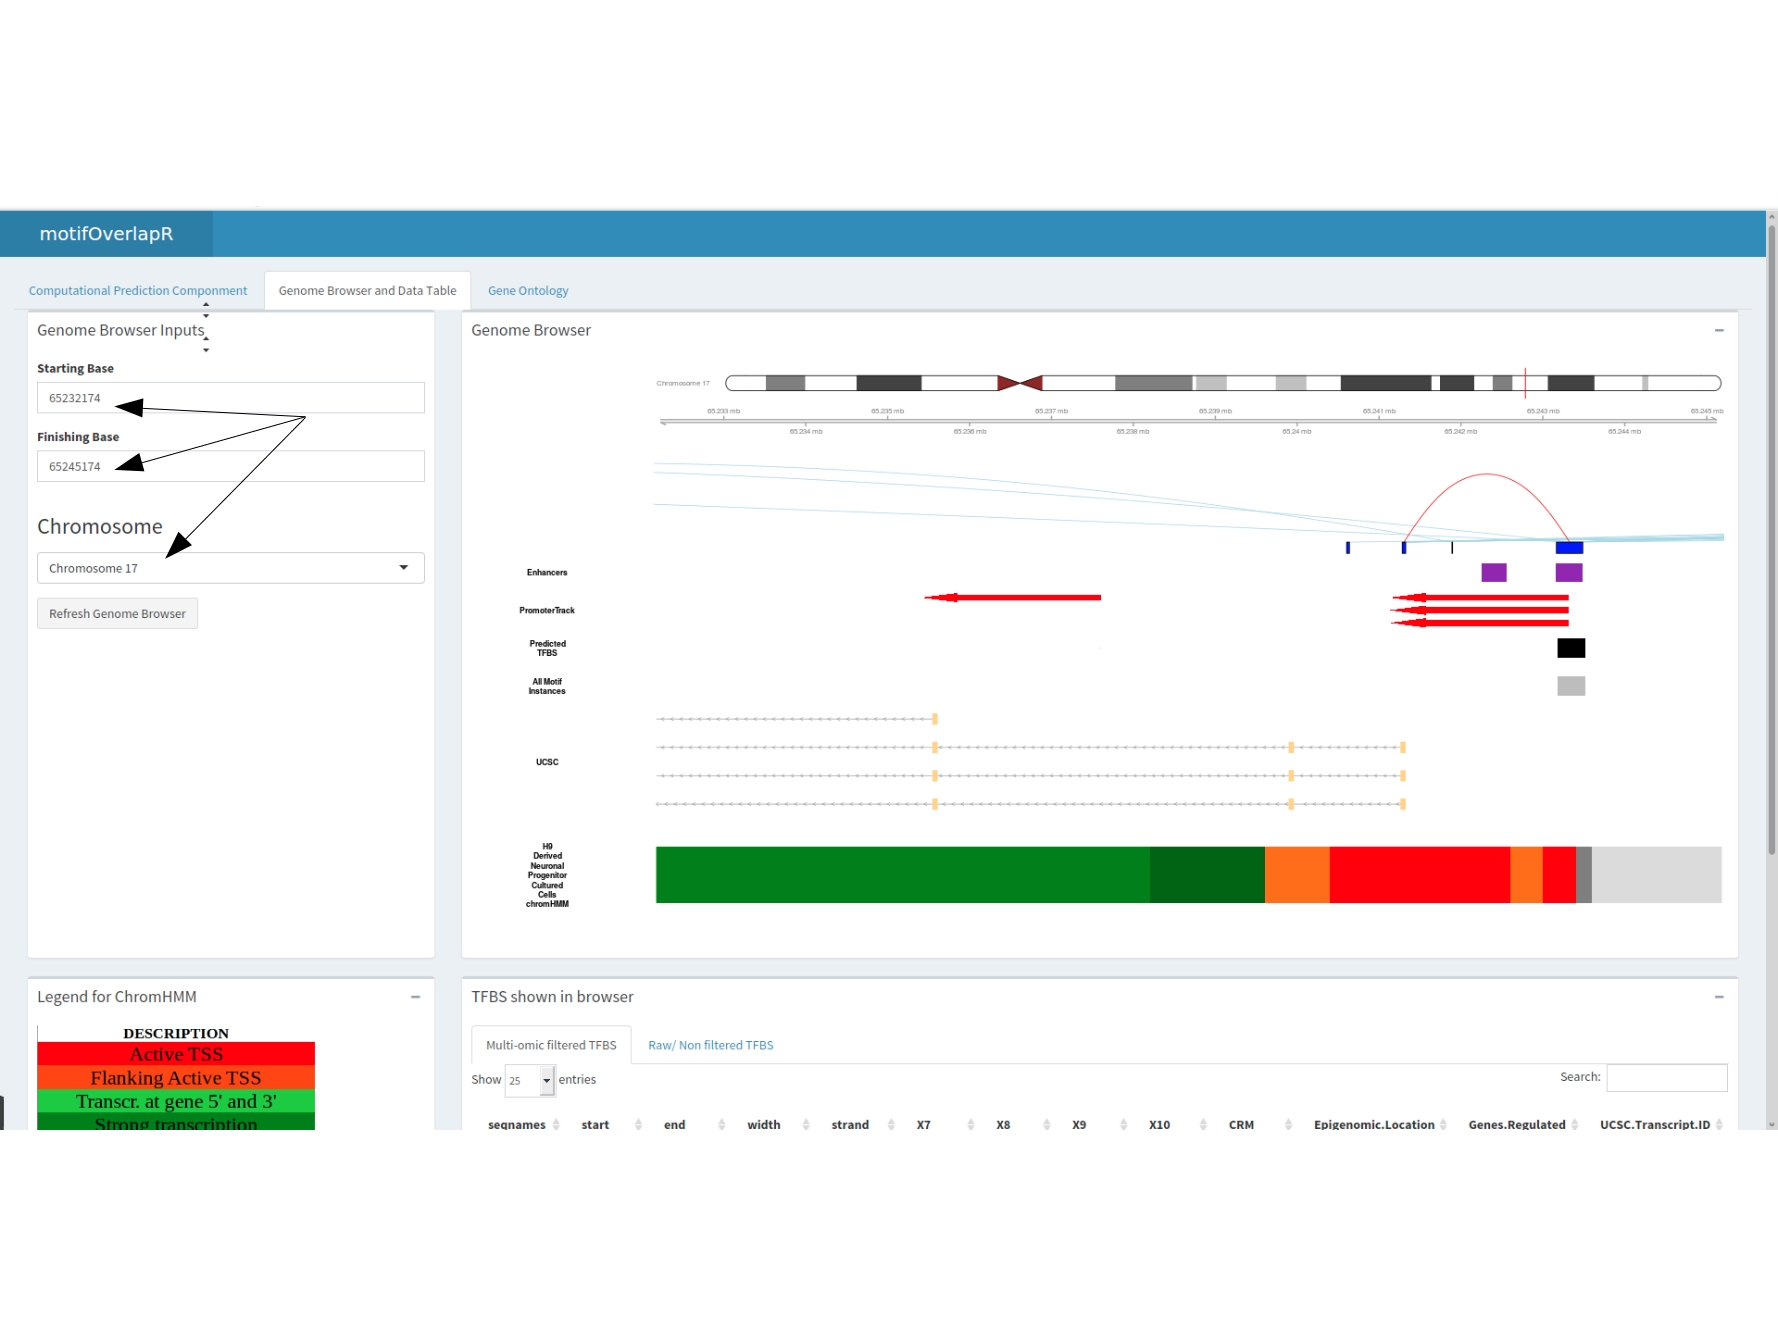 motifOverlapR
Computational Prediction Componment
Genome Browser and Data Table
Gene Ontology
Genome Browser Inputs
Starting Base
65232174
Finishing Base
65245174
Chromosome
Chromosome 17
Refresh Genome Browser
Genome Browser
Chromosome 17
65.233 mb
65.235 mb
65.237 mb
65.239 mb
65.241 mb
65.243 mb
65.245 mb
65.234 mb
65.236 mb
65.238 mb
65.24 mb
65.242 mb
65.244 mb
Enhancers
PromoterTrack
Predicted
TFBS
All Motif
Instances
UCSC
H9
Derived
Neuronal
Progenitor
Cultured
Cells
chromHMM
Legend for ChromHMM
DESCRIPTION
Active TSS
Flanking Active TSS
Transcr. at gene 5' and 3'
Strong transcription
TFBS shown in browser
Multi-omic filtered TFBS
Raw/ Non filtered TFBS
Show 25 entries
Search:
seqnames start end width strand X7 X8 X9 X10 CRM Epigenomic.Location Genes.Regulated UCSC.Transcript.ID